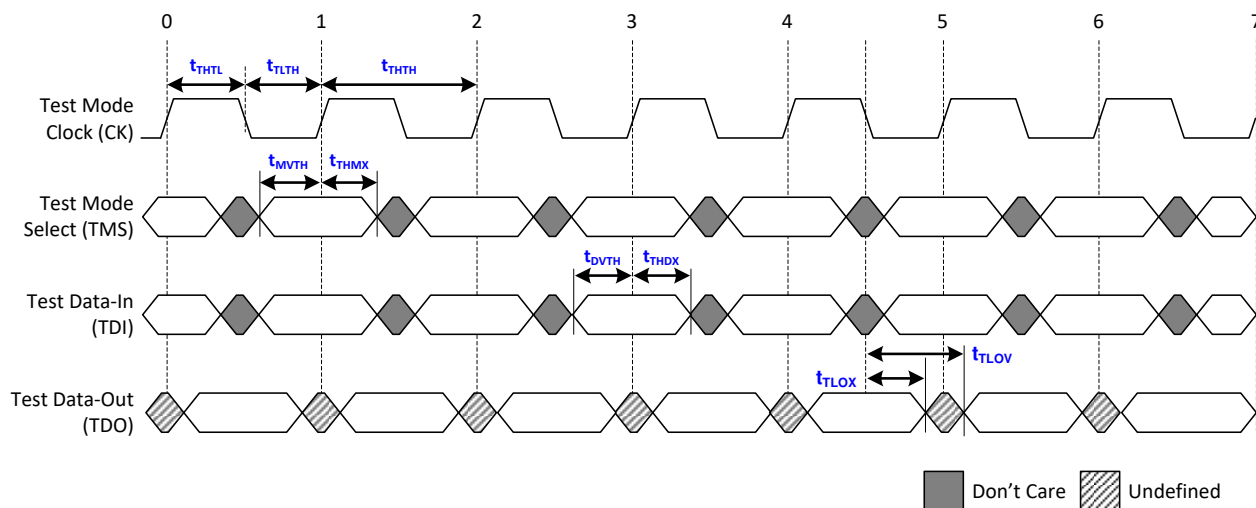 0 1 2 3 4 5 6 7
tTHTL tTLTH tTHTH
Test Mode
Clock (CK)
tMVTH tTHMX
Test Mode
Select (TMS)
tDVTH tTHDX
Test Data-In
(TDI)
tTLOV
tTLOX
Test Data-Out
(TDO)
Don't Care Undefined